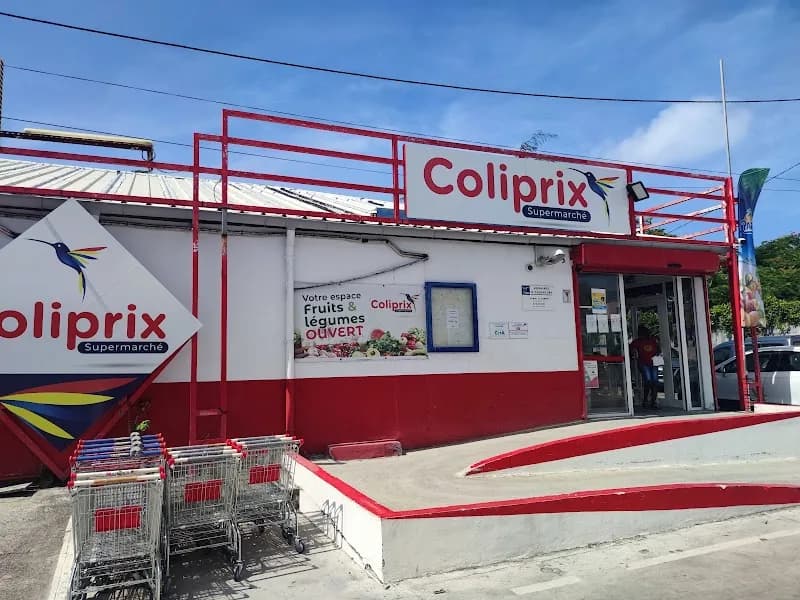 Coliprix
Supermarché
oliprix
Supermarché
Votre espace
Fruits &
légumes
OUVERT
Coliprix